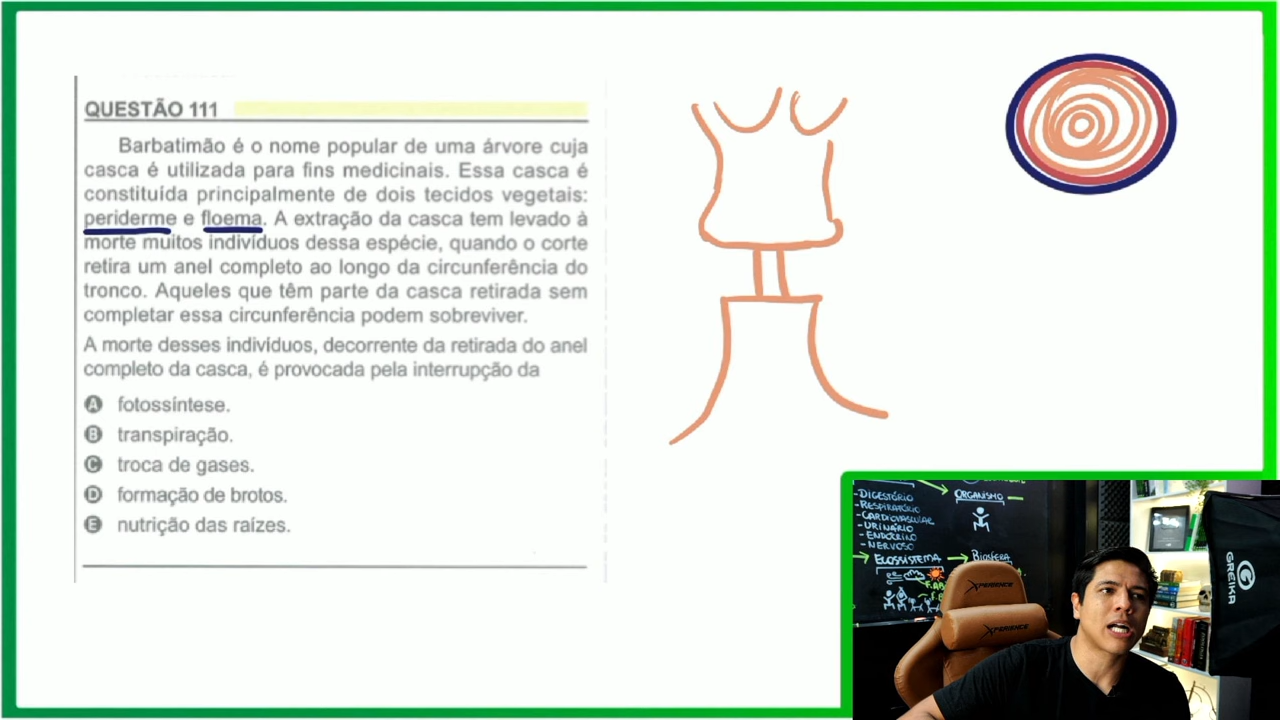 QUESTÃO 111
Barbatimão é o nome popular de uma árvore cuja
casca é utilizada para fins medicinais. Essa casca é
constituída principalmente de dois tecidos vegetais:
periderme e floema. A extração da casca tem levado à
morte muitos indivíduos dessa espécie, quando o corte
retira um anel completo ao longo da circunferência do
tronco. Aqueles que têm parte da casca retirada sem
completar essa circunferência podem sobreviver.
A morte desses indivíduos, decorrente da retirada do anel
completo da casca, é provocada pela interrupção da
A fotossíntese.
B transpiração.
C troca de gases.
D formação de brotos.
E nutrição das raízes.
-DIGESTÓRIO
-RESPIRATÓRIO
-CARDIOVASCULAR
-URINÁRIO
-ENDÓCRINO
-NERVOSO
ORGANISMO
ECOSSISTEMA
BIOSFERA
XPERIENCE
XPERIENCE
GREIKA